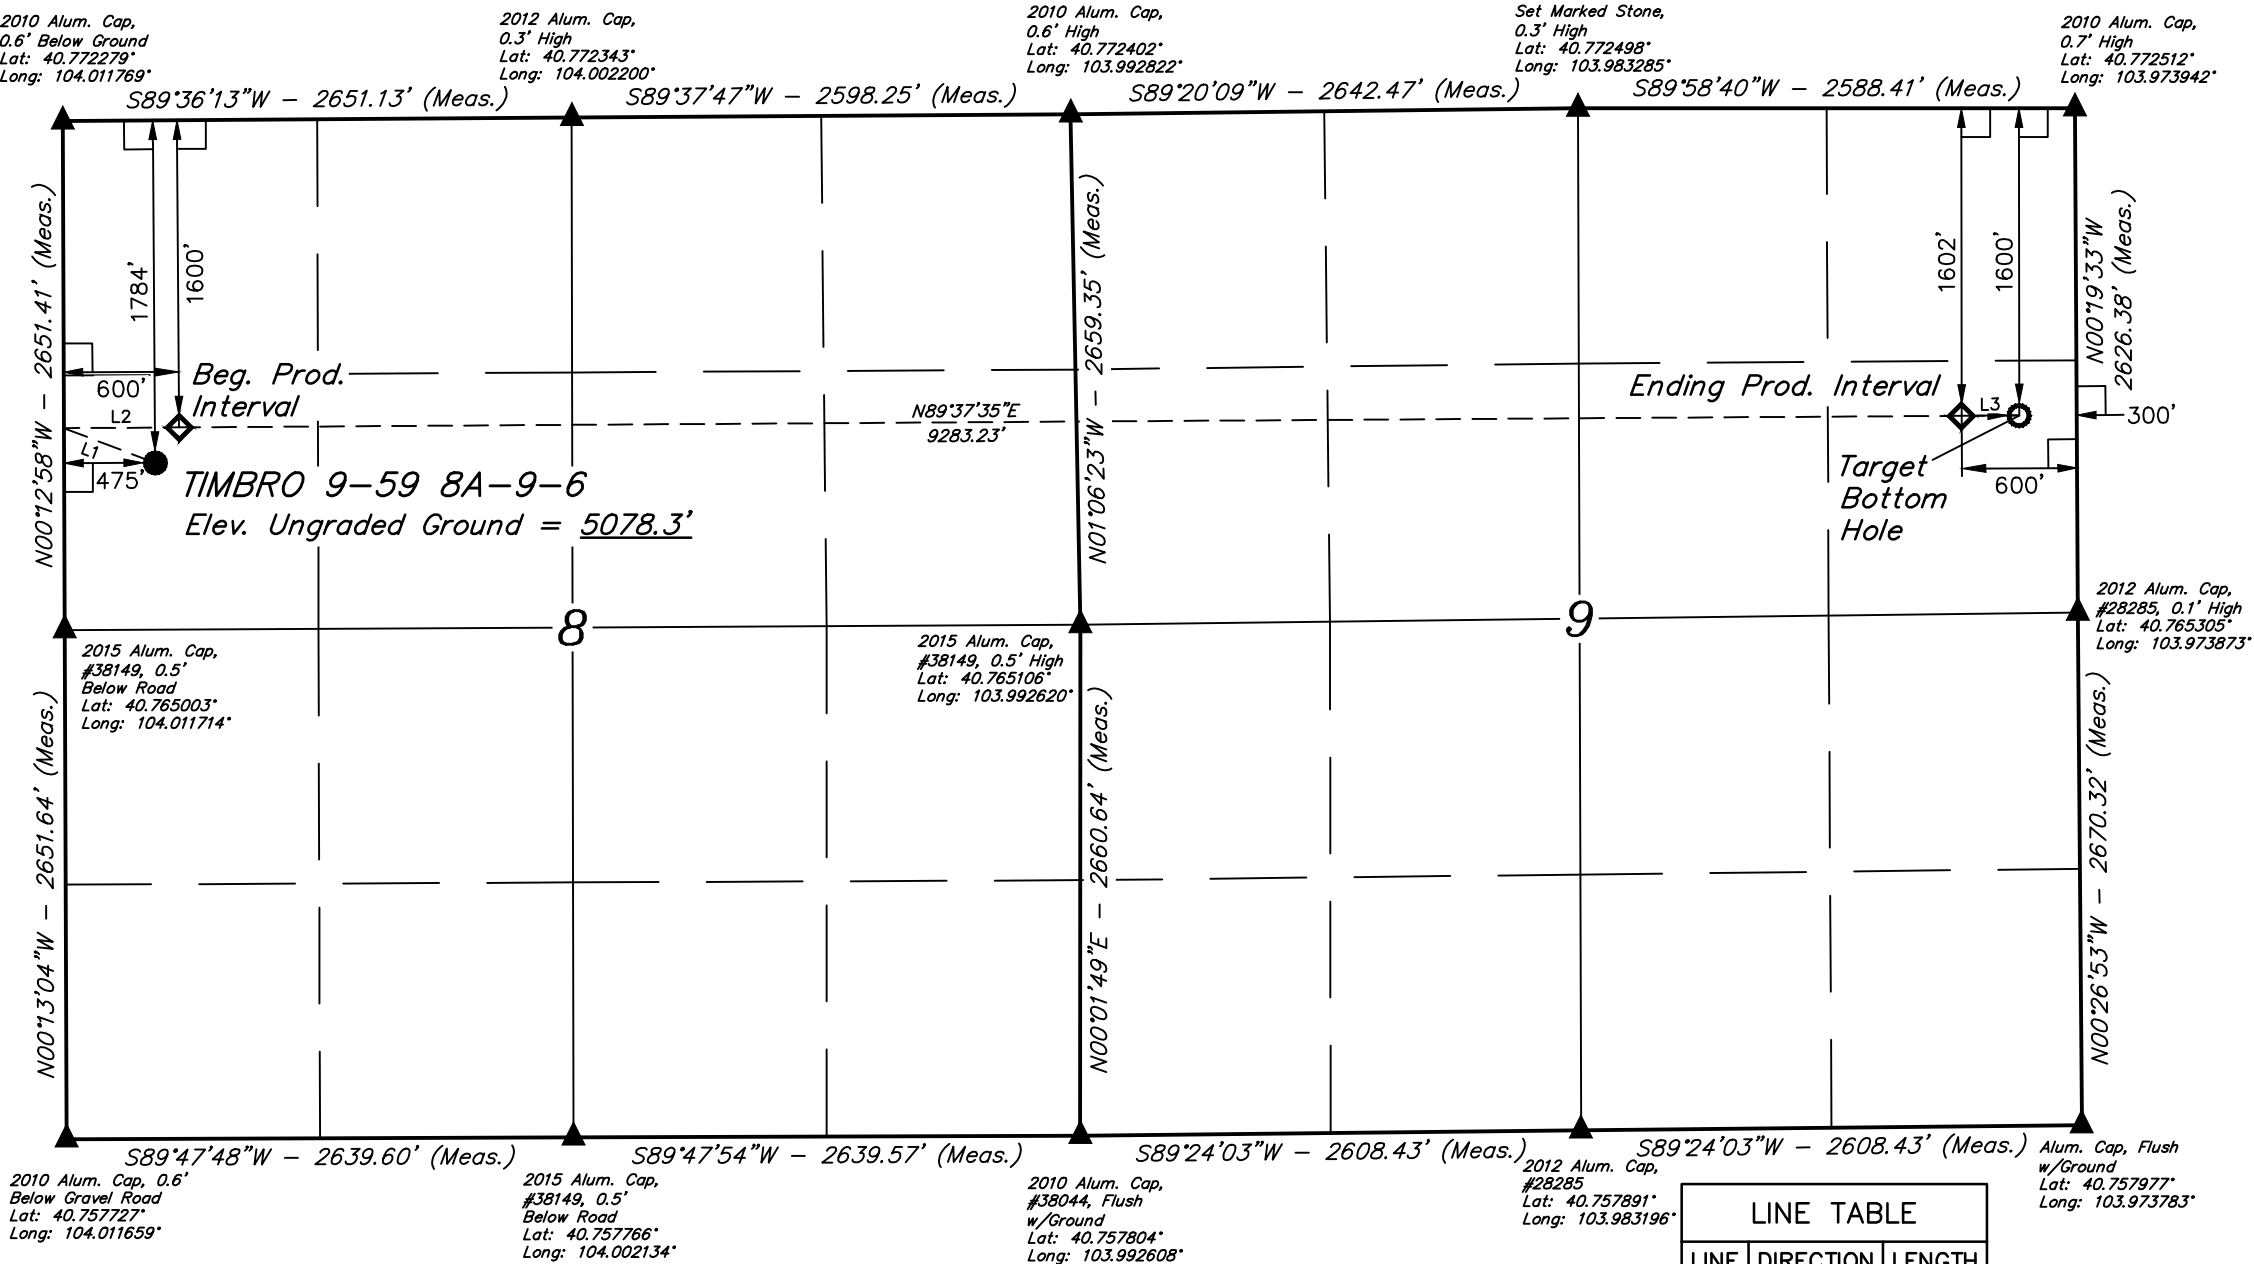 2010 Alum. Cap,
0.6' Below Ground
Lat: 40.772279°
Long: 104.011769°
2012 Alum. Cap,
0.3' High
Lat: 40.772343°
Long: 104.002200°
2010 Alum. Cap,
0.6' High
Lat: 40.772402°
Long: 103.992822°
Set Marked Stone,
0.3' High
Lat: 40.772498°
Long: 103.983285°
2010 Alum. Cap,
0.7' High
Lat: 40.772512°
Long: 103.973942°
S89°36'13"W - 2651.13' (Meas.)
S89°37'47"W - 2598.25' (Meas.)
S89°20'09"W - 2642.47' (Meas.)
S89°58'40"W - 2588.41' (Meas.)
N00°12'58"W - 2651.41' (Meas.)
1784'
1600'
N01°06'23"W - 2659.35' (Meas.)
1602'
1600'
N00°19'33"W
2626.38' (Meas.)
600'
L2
L1
475'
Beg. Prod.
Interval
N89°37'35"E
9283.23'
Ending Prod. Interval
L3
300'
Target
Bottom
Hole
600'
TIMBRO 9-59 8A-9-6
Elev. Ungraded Ground = 5078.3'
8
9
2015 Alum. Cap,
#38149, 0.5'
Below Road
Lat: 40.765003°
Long: 104.011714°
2015 Alum. Cap,
#38149, 0.5' High
Lat: 40.765106°
Long: 103.992620°
2012 Alum. Cap,
#28285, 0.1' High
Lat: 40.765305°
Long: 103.973873°
N00°13'04"W - 2651.64' (Meas.)
N00°01'49"E - 2660.64' (Meas.)
N00°26'53"W - 2670.32' (Meas.)
S89°47'48"W - 2639.60' (Meas.)
S89°47'54"W - 2639.57' (Meas.)
S89°24'03"W - 2608.43' (Meas.)
S89°24'03"W - 2608.43' (Meas.)
2010 Alum. Cap, 0.6'
Below Gravel Road
Lat: 40.757727°
Long: 104.011659°
2015 Alum. Cap,
#38149, 0.5'
Below Road
Lat: 40.757766°
Long: 104.002134°
2010 Alum. Cap,
#38044, Flush
w/Ground
Lat: 40.757804°
Long: 103.992608°
2012 Alum. Cap,
#28285
Lat: 40.757891°
Long: 103.983196°
Alum. Cap, Flush
w/Ground
Lat: 40.757977°
Long: 103.973783°
LINE TABLE
LINE DIRECTION LENGTH